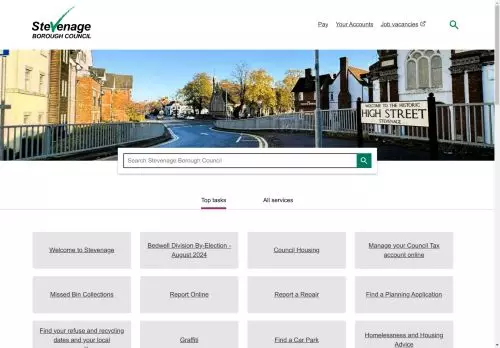 Stevenage
BOROUGH COUNCIL
Pay Your Accounts Job vacancies
WELCOME TO THE HISTORIC
HIGH STREET
STEVENAGE
Search Stevenage Borough Council
Top tasks All services
Welcome to Stevenage
Bedwell Division By-Election -
August 2024
Council Housing
Manage your Council Tax
account online
Missed Bin Collections
Report Online
Report a Repair
Find a Planning Application
Find your refuse and recycling
dates and your local
Graffiti
Find a Car Park
Homelessness and Housing
Advice